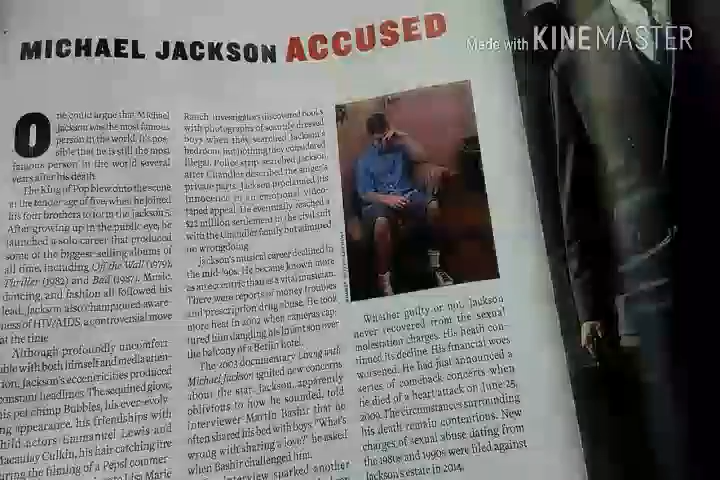 MICHAEL JACKSON ACCUSED
Made with KINEMASTER
One could argue that Michael
Jackson was the most famous
person in the world. It's pos-
sible that he is still the most
famous person in the world several
years after his death.
The King of Pop blew onto the scene
at the tender age of five, when he joined
his four brothers to form the Jackson 5.
After growing up in the public eye, he
launched a solo career that produced
some of the biggest-selling albums of
all time, including Off the Wall (1979),
Thriller (1982) and Bad (1987). Music,
dancing, and fashion all followed his
lead. Jackson also championed aware-
ness of HIV/AIDS, a controversial move
at the time.
Although profoundly uncomfort-
able with both himself and media atten-
tion, Jackson's eccentricities produced
constant headlines. The sequined glove,
his pet chimp Bubbles, his ever-evolv-
ing appearance, his friendships with
child actors Emmanuel Lewis and
Macaulay Culkin, his hair catching fire
during the filming of a Pepsi commer-
Lisa Marie
Ranch investigators discovered books
with photographs of scantily dressed
boys when they searched Jackson's
bedroom, but nothing they considered
illegal. Police strip searched Jackson
after Chandler described the singer's
private parts. Jackson proclaimed his
innocence in an emotional video-
taped appeal. He eventually reached a
$22 million settlement in the civil suit
with the Chandler family but admitted
no wrongdoing.
Jackson's musical career declined in
the mid-'90s. He became known more
as an eccentric than as a vital musician.
There were reports of money troubles
and prescription drug abuse. He took
more heat in 2002 when cameras cap-
tured him dangling his infant son over
the balcony of a Berlin hotel.
The 2003 documentary Living with
Michael Jackson ignited new concerns
about the star. Jackson, apparently
oblivious to how he sounded, told
interviewer Martin Bashir that he
often shared his bed with boys. "What's
wrong with sharing a love?" he asked
when Bashir challenged him.
interview sparked another
Whether guilty or not, Jackson
never recovered from the sexual
molestation charges. His health con-
tinued its decline. His financial woes
worsened. He had just announced a
series of comeback concerts when
he died of a heart attack on June 25,
2009. The circumstances surrounding
his death remain contentious. New
charges of sexual abuse dating from
the 1980s and 1990s were filed against
Jackson's estate in 2014.